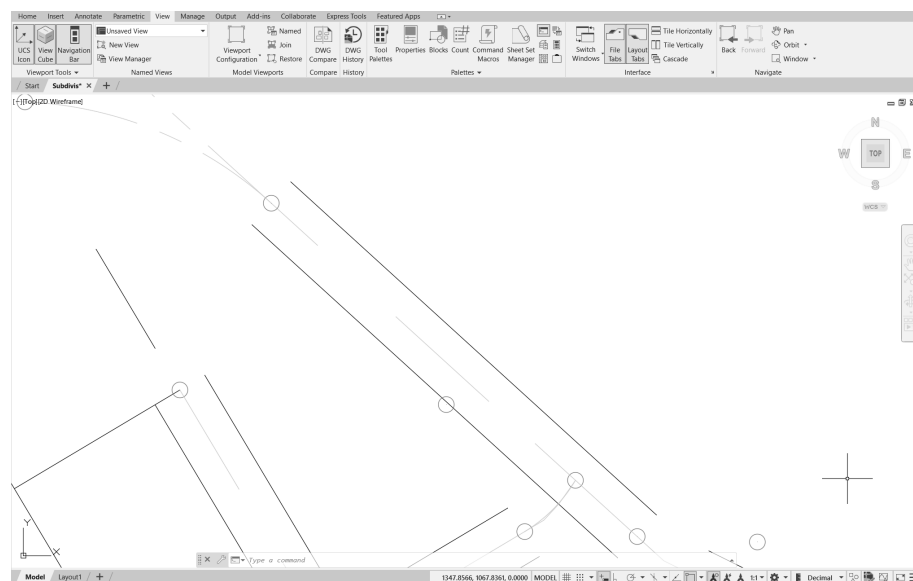 Home Insert Annotate Parametric View Manage Output Add-ins Collaborate Express Tools Featured Apps
Unsaved View
New View
View Manager
UCS Icon
View Cube
Navigation Bar
Viewport Configuration
Named
Join
Restore
DWG Compare
DWG History
Tool Palettes
Properties
Blocks
Count
Command Macros
Sheet Set Manager
Switch Windows
File Tabs
Layout Tabs
Tile Horizontally
Tile Vertically
Cascade
Back
Forward
Pan
Orbit
Window
Viewport Tools Named Views Model Viewports Compare History Palettes Interface Navigate
Start Subdivis*
[-][Top][2D Wireframe]
N
W TOP E
S
WCS
Y
X
Type a command
Model Layout1 1347.8566, 1067.8361, 0.0000 MODEL 1:1 Decimal